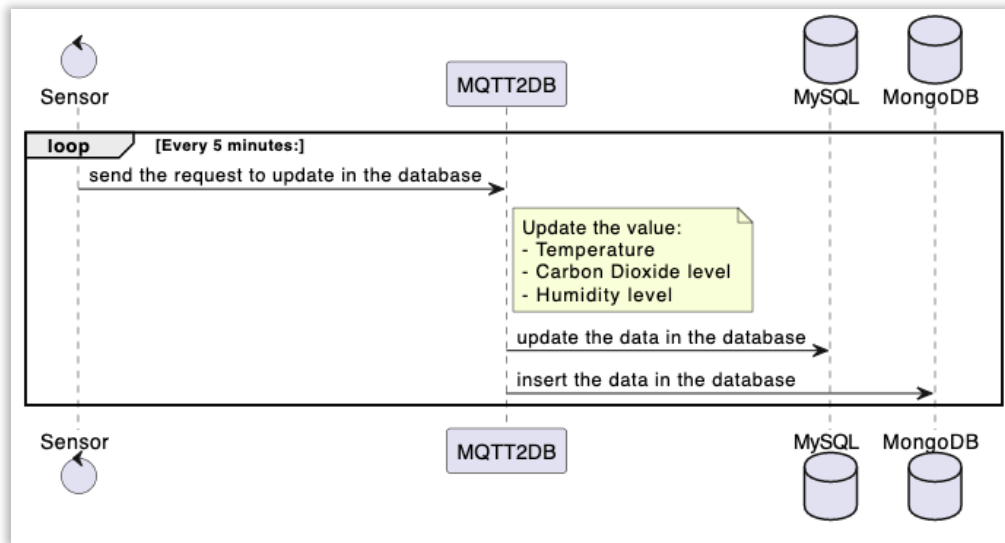 Sensor
MQTT2DB
MySQL
MongoDB
loop
[Every 5 minutes:]
send the request to update in the database
Update the value:
- Temperature
- Carbon Dioxide level
- Humidity level
update the data in the database
insert the data in the database
Sensor
MQTT2DB
MySQL
MongoDB